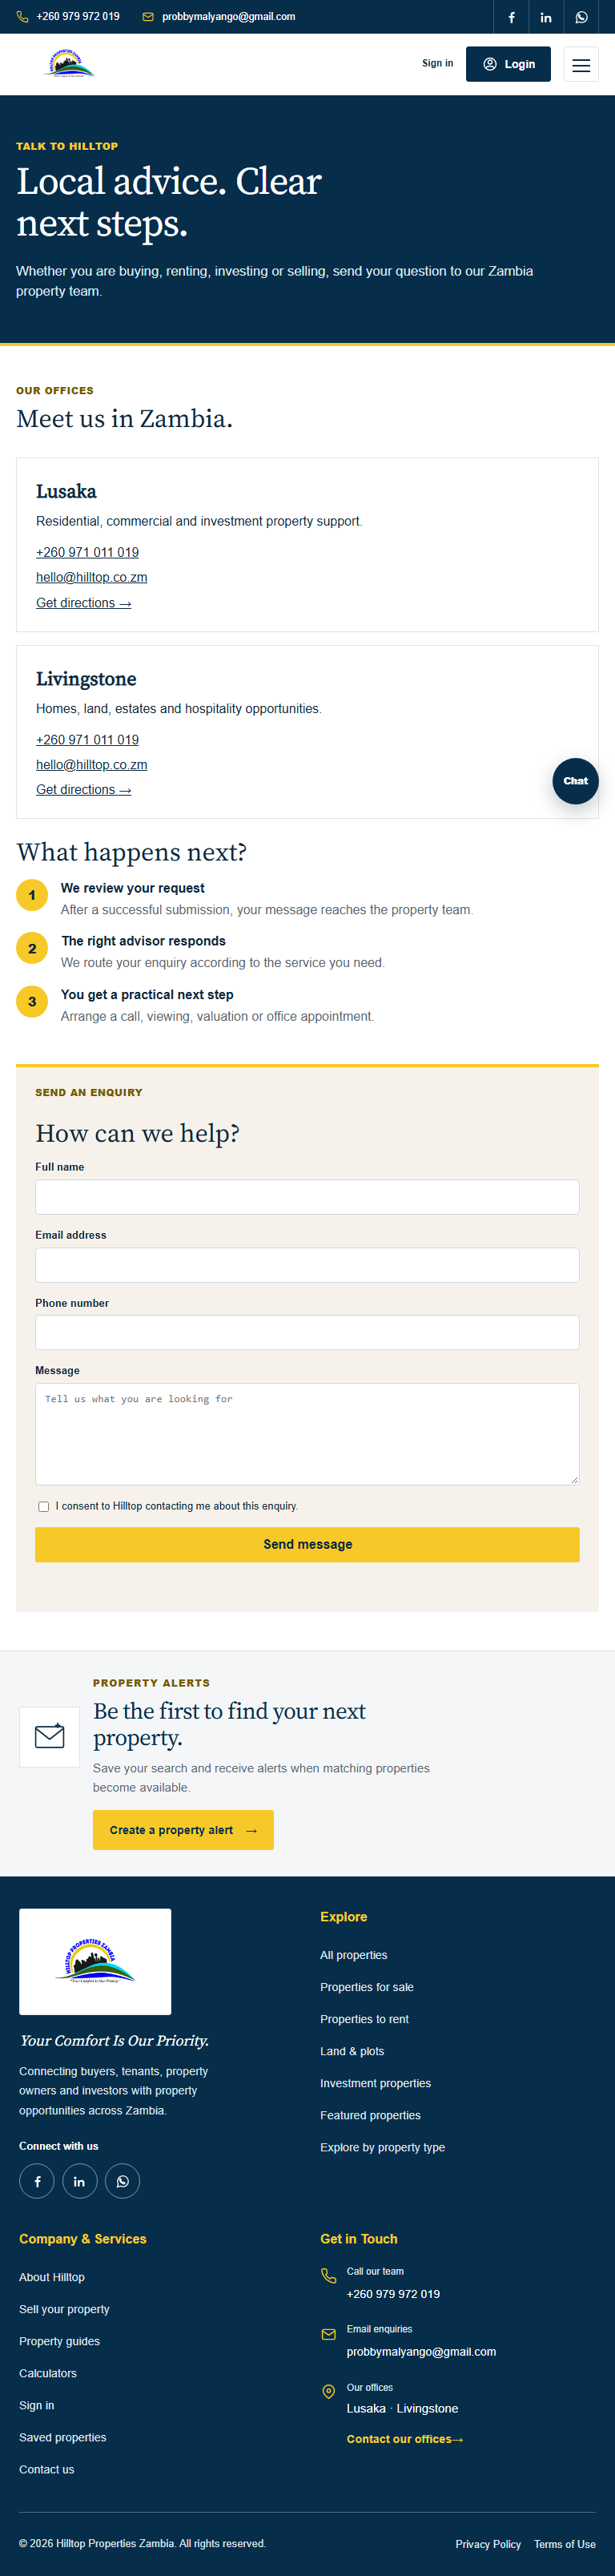 +260 979 972 019
probbymalyango@gmail.com
HILLTOP PROPERTIES ZAMBIA
Sign in
Login
TALK TO HILLTOP
Local advice. Clear
next steps.
Whether you are buying, renting, investing or selling, send your question to our Zambia
property team.
OUR OFFICES
Meet us in Zambia.
Lusaka
Residential, commercial and investment property support.
+260 971 011 019
hello@hilltop.co.zm
Get directions →
Livingstone
Homes, land, estates and hospitality opportunities.
+260 971 011 019
hello@hilltop.co.zm
Get directions →
Chat
What happens next?
1
We review your request
After a successful submission, your message reaches the property team.
2
The right advisor responds
We route your enquiry according to the service you need.
3
You get a practical next step
Arrange a call, viewing, valuation or office appointment.
SEND AN ENQUIRY
How can we help?
Full name
Email address
Phone number
Message
Tell us what you are looking for
I consent to Hilltop contacting me about this enquiry.
Send message
PROPERTY ALERTS
Be the first to find your next
property.
Save your search and receive alerts when matching properties
become available.
Create a property alert →
HILLTOP PROPERTIES ZAMBIA
Your Comfort Is Our Priority.
Connecting buyers, tenants, property
owners and investors with property
opportunities across Zambia.
Connect with us
Explore
All properties
Properties for sale
Properties to rent
Land & plots
Investment properties
Featured properties
Explore by property type
Company & Services
About Hilltop
Sell your property
Property guides
Calculators
Sign in
Saved properties
Contact us
Get in Touch
Call our team
+260 979 972 019
Email enquiries
probbymalyango@gmail.com
Our offices
Lusaka · Livingstone
Contact our offices→
© 2026 Hilltop Properties Zambia. All rights reserved.
Privacy Policy
Terms of Use